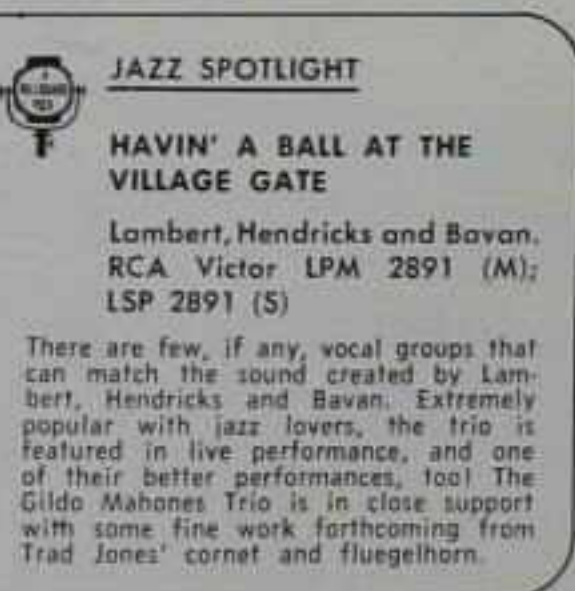 A
BILLBOARD
PICK
JAZZ SPOTLIGHT
HAVIN' A BALL AT THE
VILLAGE GATE
Lambert, Hendricks and Bavan.
RCA Victor LPM 2891 (M);
LSP 2891 (S)
There are few, if any, vocal groups that
can match the sound created by Lam-
bert, Hendricks and Bavan. Extremely
popular with jazz lovers, the trio is
featured in live performance, and one
of their better performances, too! The
Gildo Mahones Trio is in close support
with some fine work forthcoming from
Trad Jones' cornet and fluegelhorn.